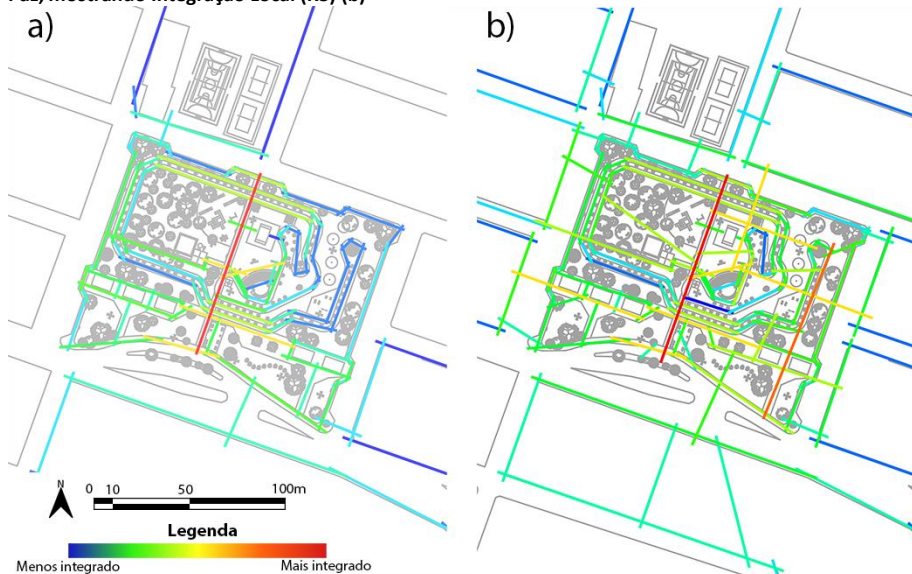 Paz, mostrando Integração Local (R3) (b)
a)
b)
N
0 10 50 100m
Legenda
Menos integrado Mais integrado